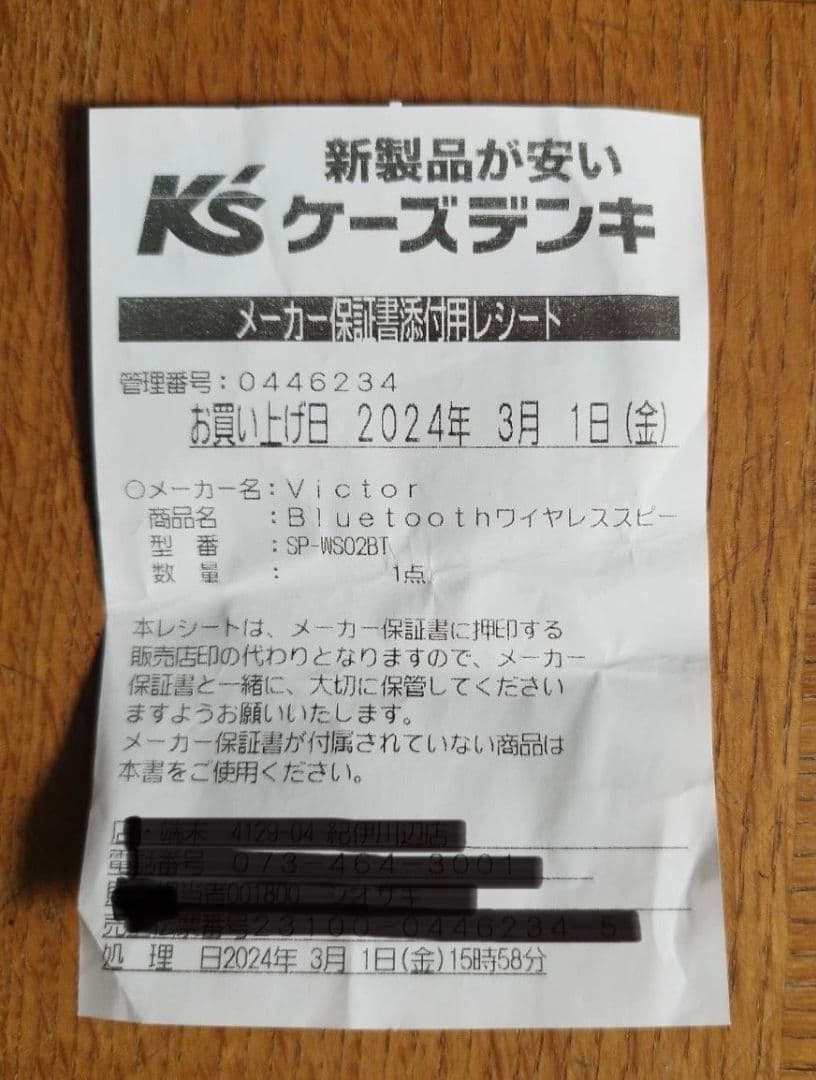 新製品が安い
K's ケーズデンキ
メーカー保証書添付用レシート
管理番号:0446234
お買い上げ日 2024年 3月 1日(金)
○メーカー名:Victor
商品名 :Bluetoothワイヤレススピー
型 番 :SP-WS02BT
数 量 : 1点
本レシートは、メーカー保証書に押印する
販売店印の代わりとなりますので、メーカー
保証書と一緒に、大切に保管してください
ますようお願いいたします。
メーカー保証書が付属されていない商品は
本書をご使用ください。
処 理 日2024年 3月 1日(金)15時58分